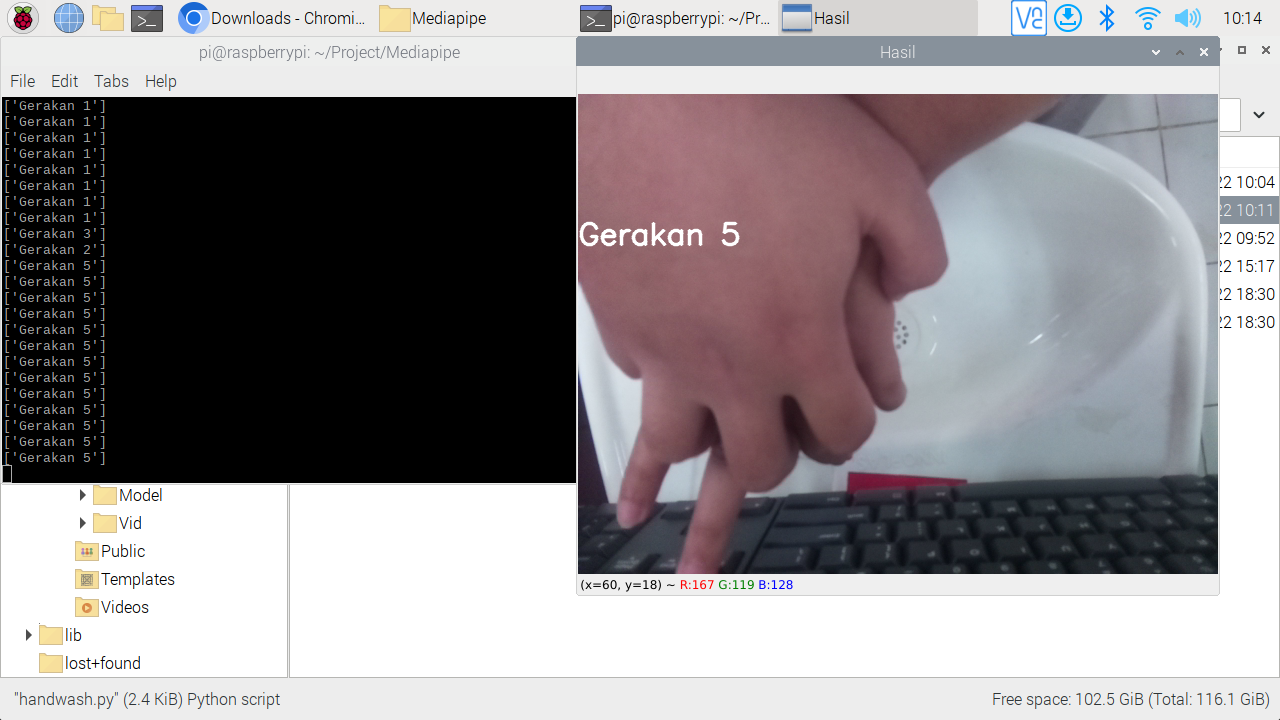 Downloads - Chromi...
Mediapipe
pi@raspberrypi: ~/Pr...
Hasil
10:14
pi@raspberrypi: ~/Project/Mediapipe
File Edit Tabs Help
['Gerakan 1']
['Gerakan 1']
['Gerakan 1']
['Gerakan 1']
['Gerakan 1']
['Gerakan 1']
['Gerakan 1']
['Gerakan 1']
['Gerakan 3']
['Gerakan 2']
['Gerakan 5']
['Gerakan 5']
['Gerakan 5']
['Gerakan 5']
['Gerakan 5']
['Gerakan 5']
['Gerakan 5']
['Gerakan 5']
['Gerakan 5']
['Gerakan 5']
['Gerakan 5']
['Gerakan 5']
['Gerakan 5']
Hasil
Gerakan 5
(x=60, y=18) ~ R:167 G:119 B:128
22 10:04
22 10:11
22 09:52
22 15:17
22 18:30
22 18:30
Model
Vid
Public
Templates
Videos
lib
lost+found
"handwash.py" (2.4 KiB) Python script
Free space: 102.5 GiB (Total: 116.1 GiB)